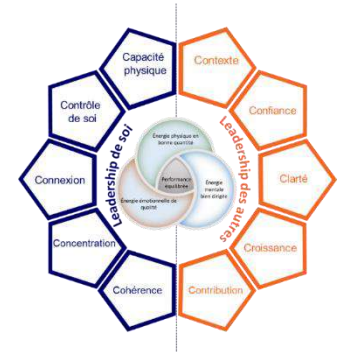 Capacité
physique
Contexte
Contrôle
de soi
Confiance
Connexion
Clarté
Concentration
Croissance
Cohérence
Contribution
Leadership de soi
Leadership des autres
Énergie physique en
bonne quantité
Performance
équilibrée
Énergie émotionnelle de
qualité
Énergie
mentale
bien dirigée